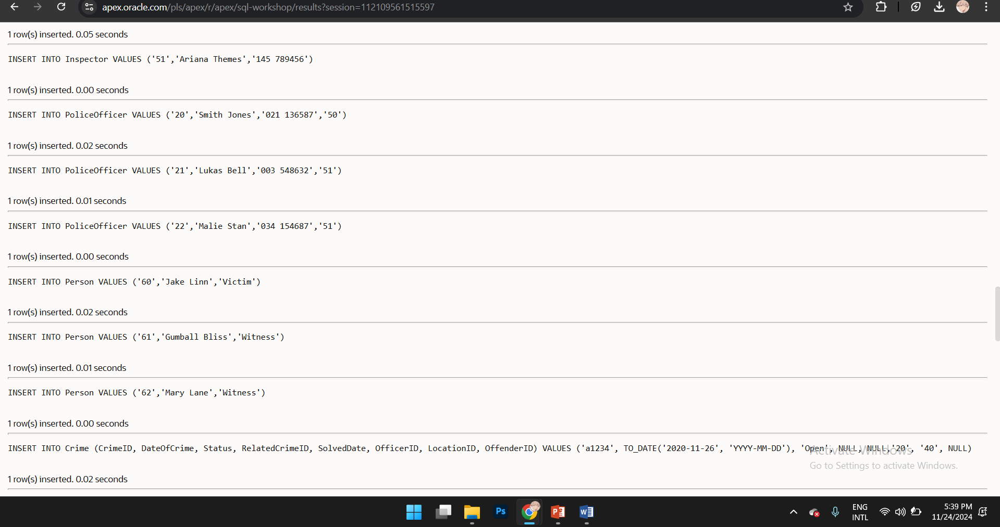 apex.oracle.com/pls/apex/r/apex/sql-workshop/results?session=112109561515597
1 row(s) inserted. 0.05 seconds
INSERT INTO Inspector VALUES ('51','Ariana Themes','145 789456')
1 row(s) inserted. 0.00 seconds
INSERT INTO PoliceOfficer VALUES ('20','Smith Jones','021 136587','50')
1 row(s) inserted. 0.02 seconds
INSERT INTO PoliceOfficer VALUES ('21','Lukas Bell','003 548632','51')
1 row(s) inserted. 0.01 seconds
INSERT INTO PoliceOfficer VALUES ('22','Malie Stan','034 154687','51')
1 row(s) inserted. 0.00 seconds
INSERT INTO Person VALUES ('60','Jake Linn','Victim')
1 row(s) inserted. 0.02 seconds
INSERT INTO Person VALUES ('61','Gumball Bliss','Witness')
1 row(s) inserted. 0.01 seconds
INSERT INTO Person VALUES ('62','Mary Lane','Witness')
1 row(s) inserted. 0.00 seconds
INSERT INTO Crime (CrimeID, DateOfCrime, Status, RelatedCrimeID, SolvedDate, OfficerID, LocationID, OffenderID) VALUES ('a1234', TO_DATE('2020-11-26', 'YYYY-MM-DD'), 'Open', NULL, NULL,'20', '40', NULL)
Activate Windows
Go to Settings to activate Windows.
1 row(s) inserted. 0.02 seconds
Ps
P
W
ENG
INTL
5:39 PM
11/24/2024